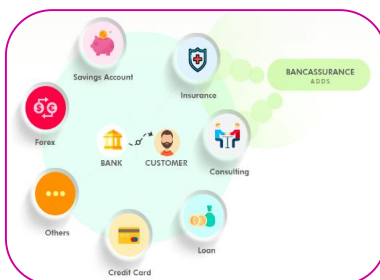 Savings Account
Insurance
BANCASSURANCE
ADDS
Forex
BANK
CUSTOMER
Consulting
Others
Loan
Credit Card